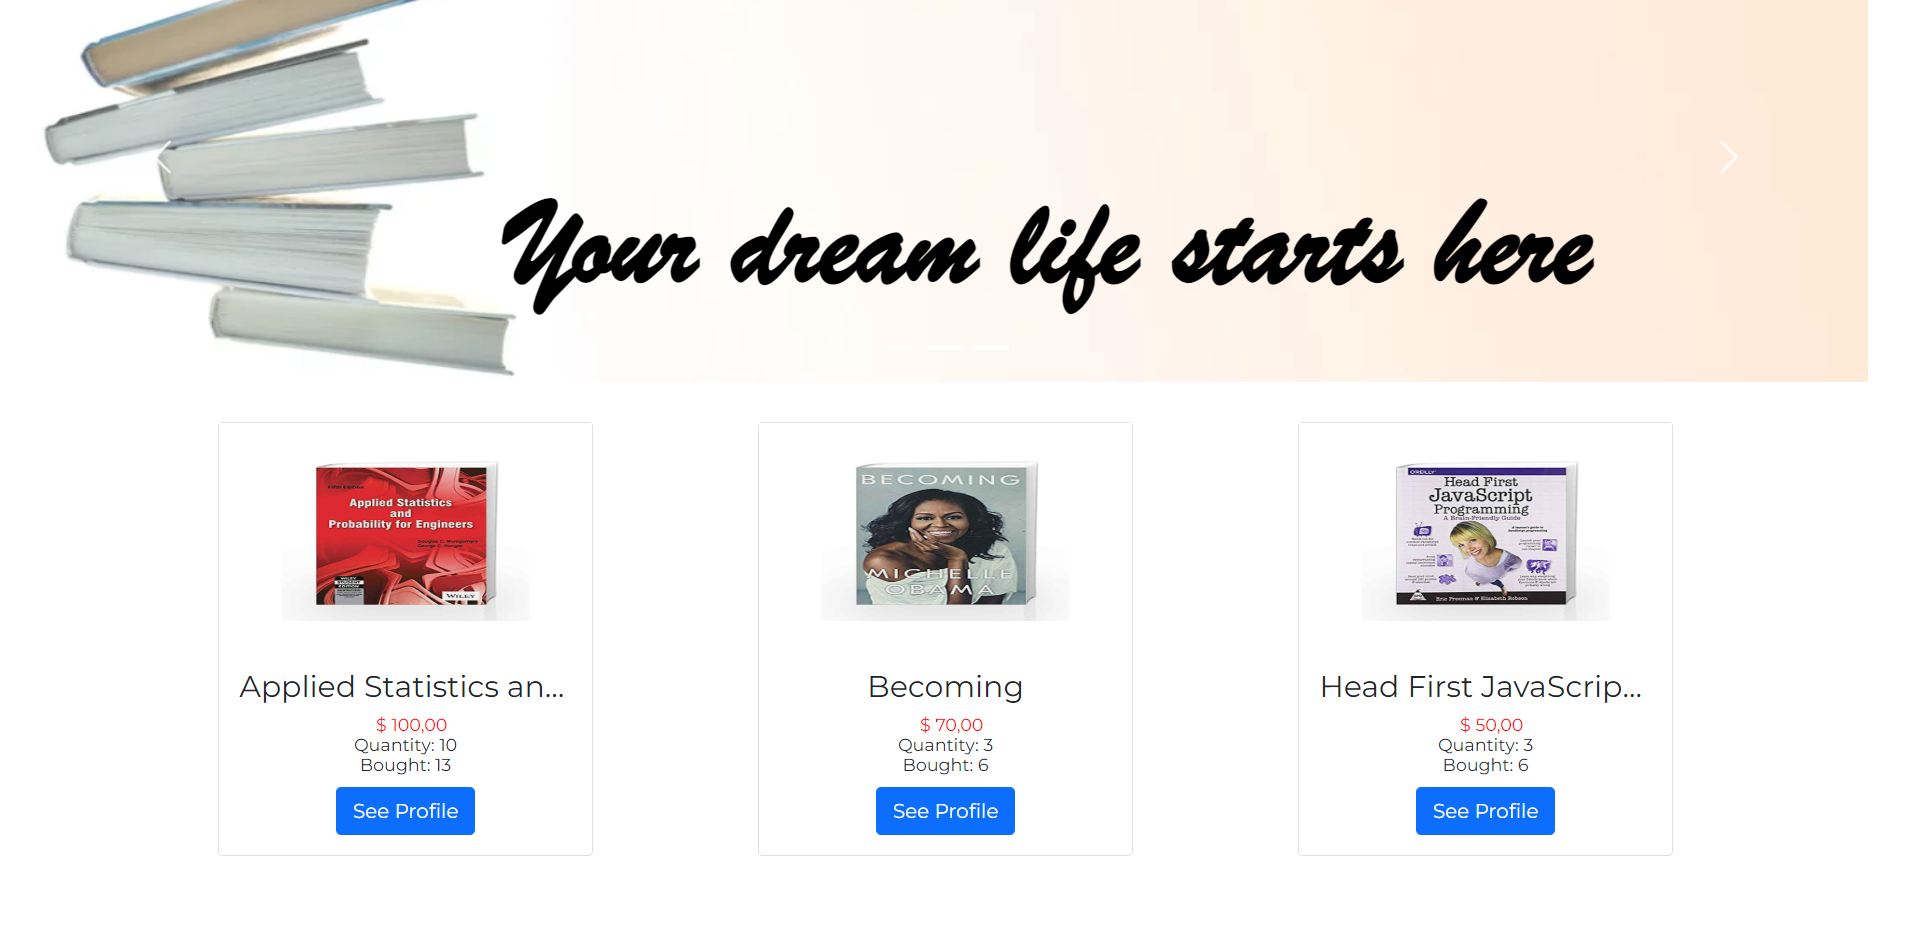 Your dream life starts here
Fifth Edition
Applied Statistics
and
Probability for Engineers
Douglas C. Montgomery
George C. Runger
WILEY
STUDENT
EDITION
WILEY
BECOMING
MICHELLE
OBAMA
O'REILLY
Head First
JavaScript
Programming
A Brain-Friendly Guide
Eric Freeman & Elisabeth Robson
Applied Statistics an...
$ 100,00
Quantity: 10
Bought: 13
See Profile
Becoming
$ 70,00
Quantity: 3
Bought: 6
See Profile
Head First JavaScrip...
$ 50,00
Quantity: 3
Bought: 6
See Profile